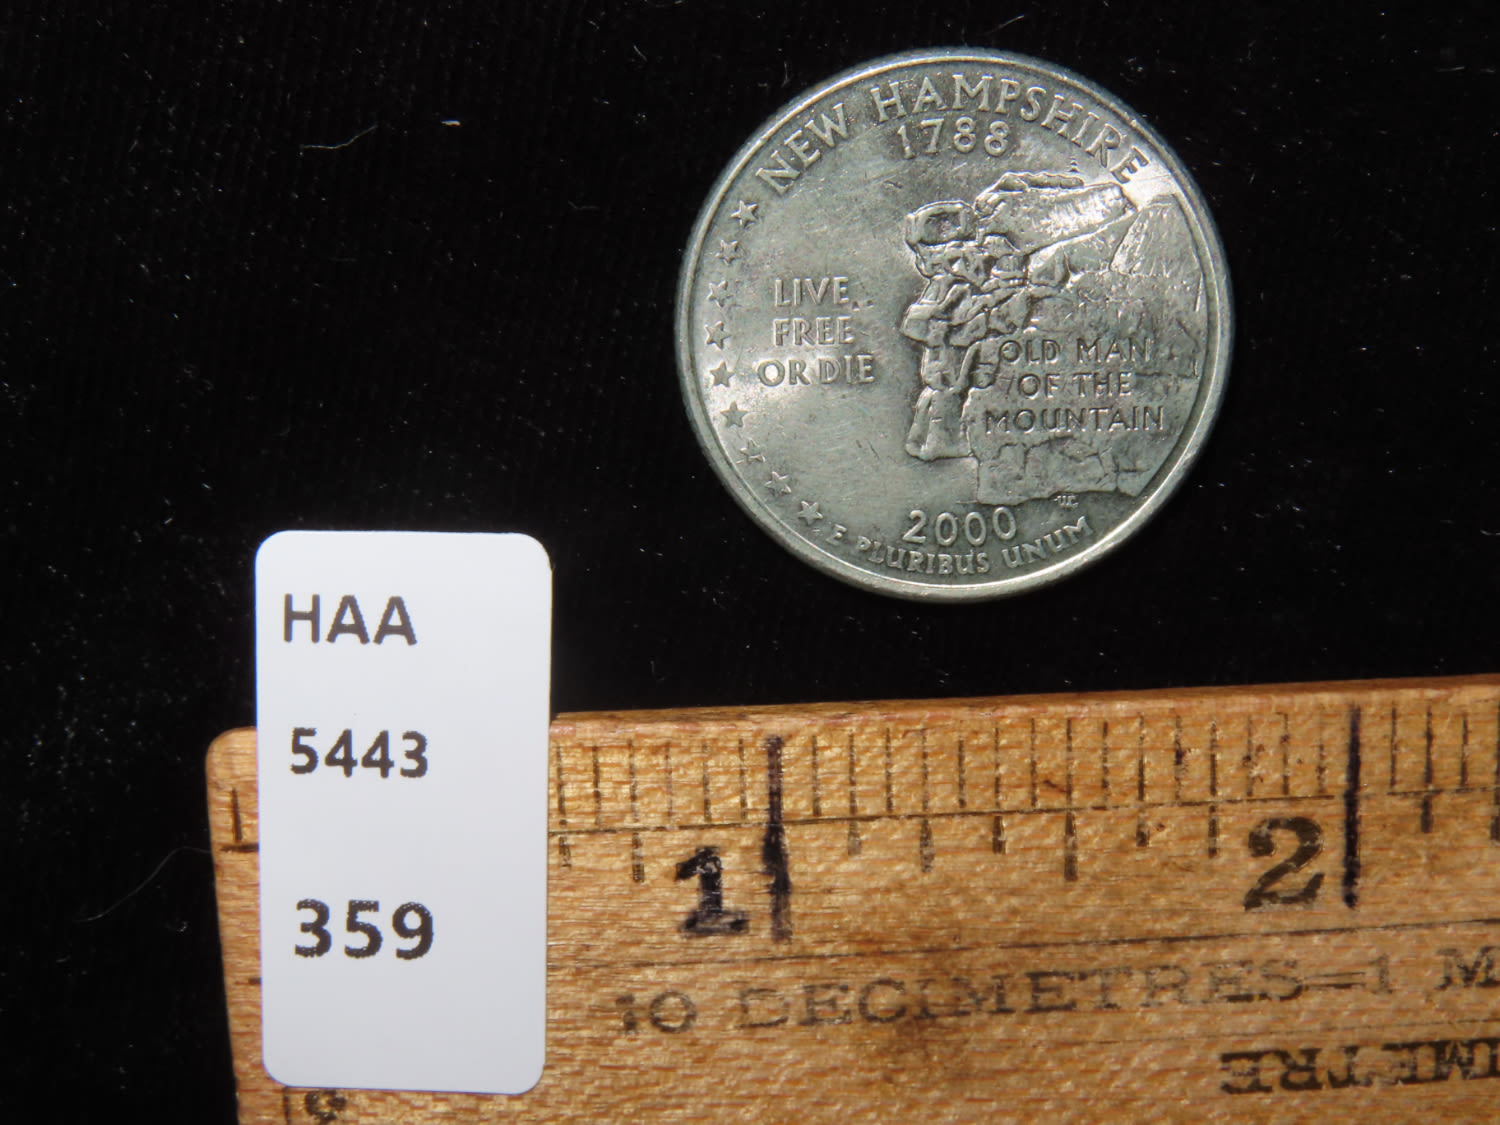 NEW HAMPSHIRE
1788
LIVE
FREE
OR DIE
OLD MAN
OF THE
MOUNTAIN
2000
E PLURIBUS UNUM
HAA
5443
359
1 2
10 DECIMETRES=1 M